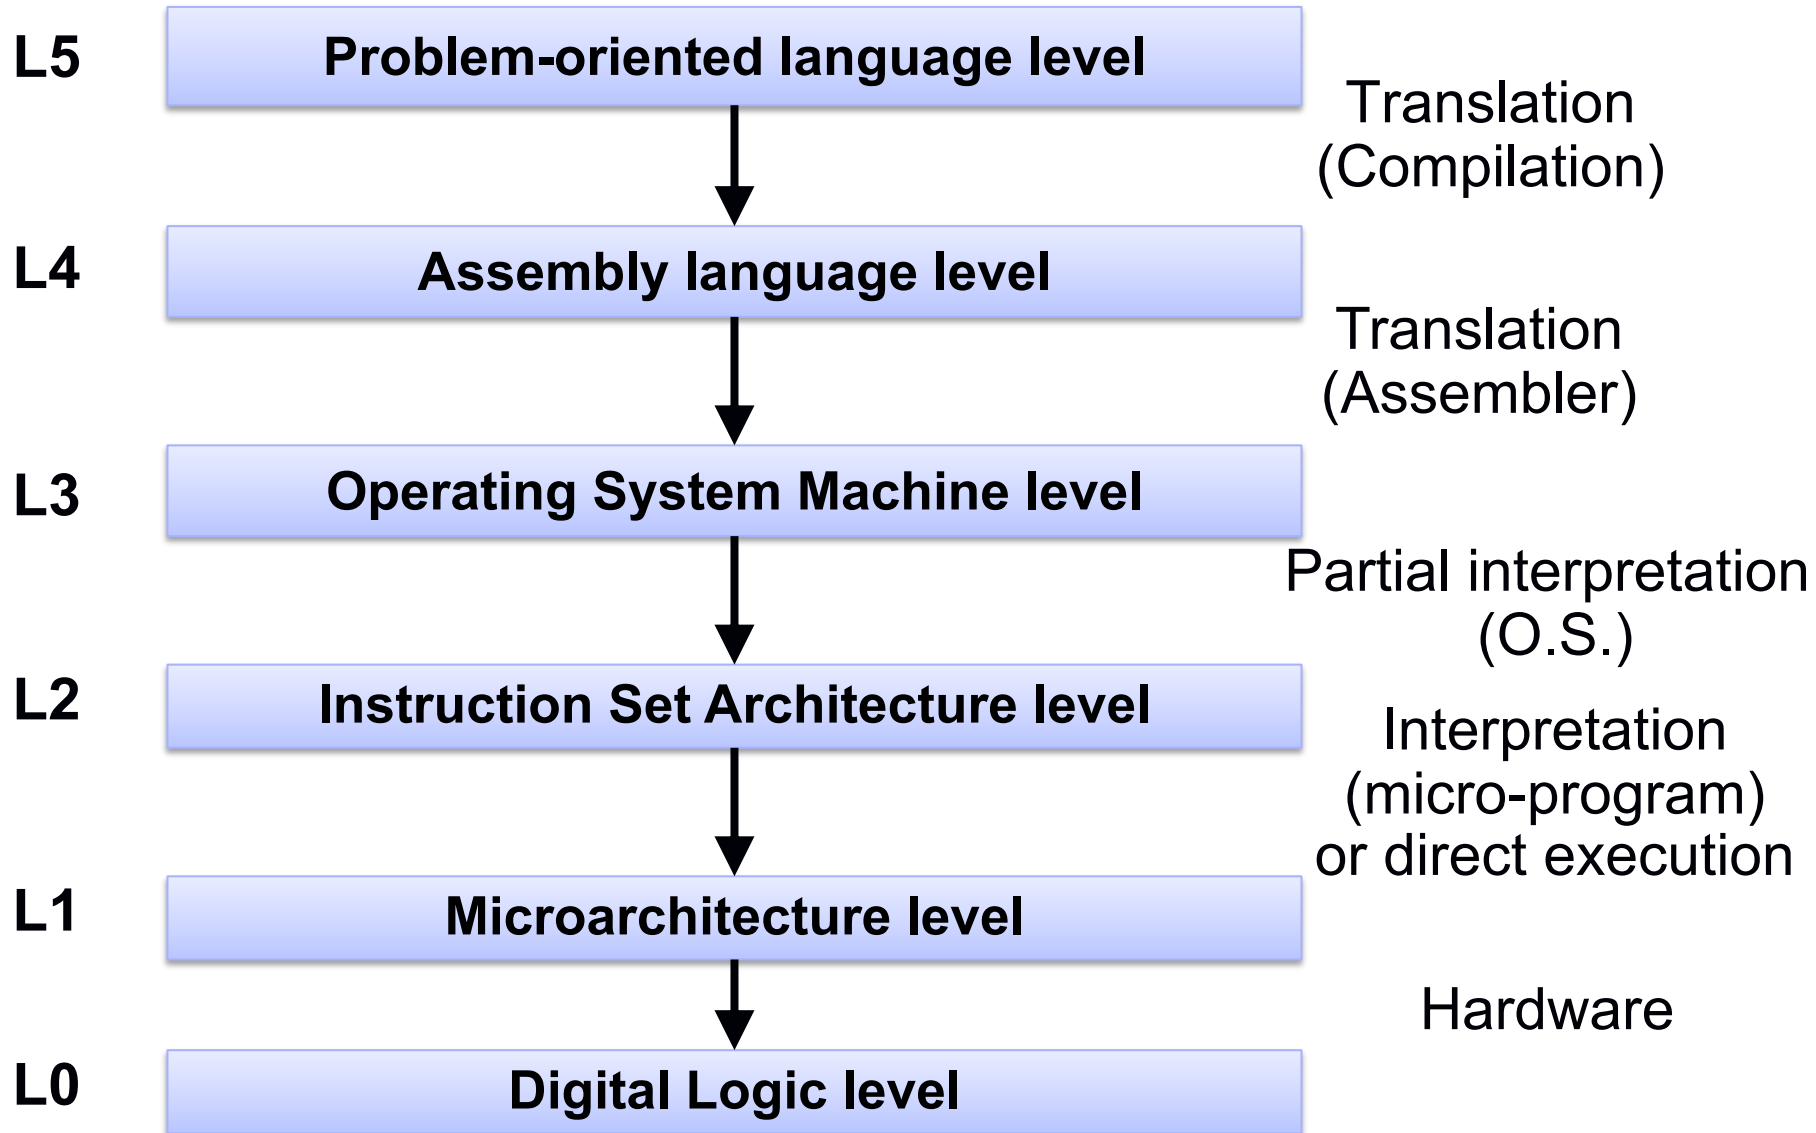 L5
Problem-oriented language level
Translation
(Compilation)
L4
Assembly language level
Translation
(Assembler)
L3
Operating System Machine level
Partial interpretation
(O.S.)
L2
Instruction Set Architecture level
Interpretation
(micro-program)
or direct execution
L1
Microarchitecture level
Hardware
L0
Digital Logic level